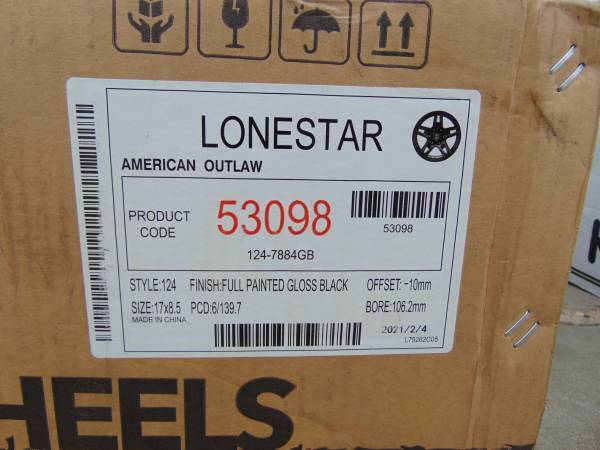 LONESTAR
AMERICAN OUTLAW
PRODUCT CODE
53098
53098
124-7884GB
STYLE:124 FINISH:FULL PAINTED GLOSS BLACK OFFSET: -10mm
SIZE:17x8.5 PCD:6/139.7 BORE:106.2mm
MADE IN CHINA
2021/2/4
L75262C05
HEELS